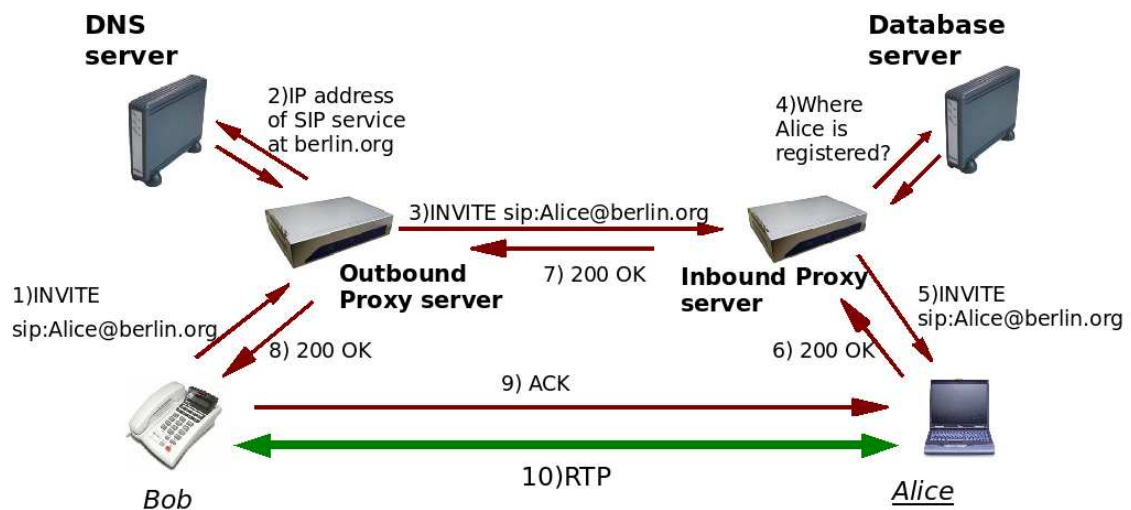 DNS
server
Database
server
2)IP address
of SIP service
at berlin.org
4)Where
Alice is
registered?
3)INVITE sip:Alice@berlin.org
7) 200 OK
Outbound
Proxy server
Inbound Proxy
server
1)INVITE
sip:Alice@berlin.org
5)INVITE
sip:Alice@berlin.org
8) 200 OK
6) 200 OK
9) ACK
10)RTP
Bob
Alice